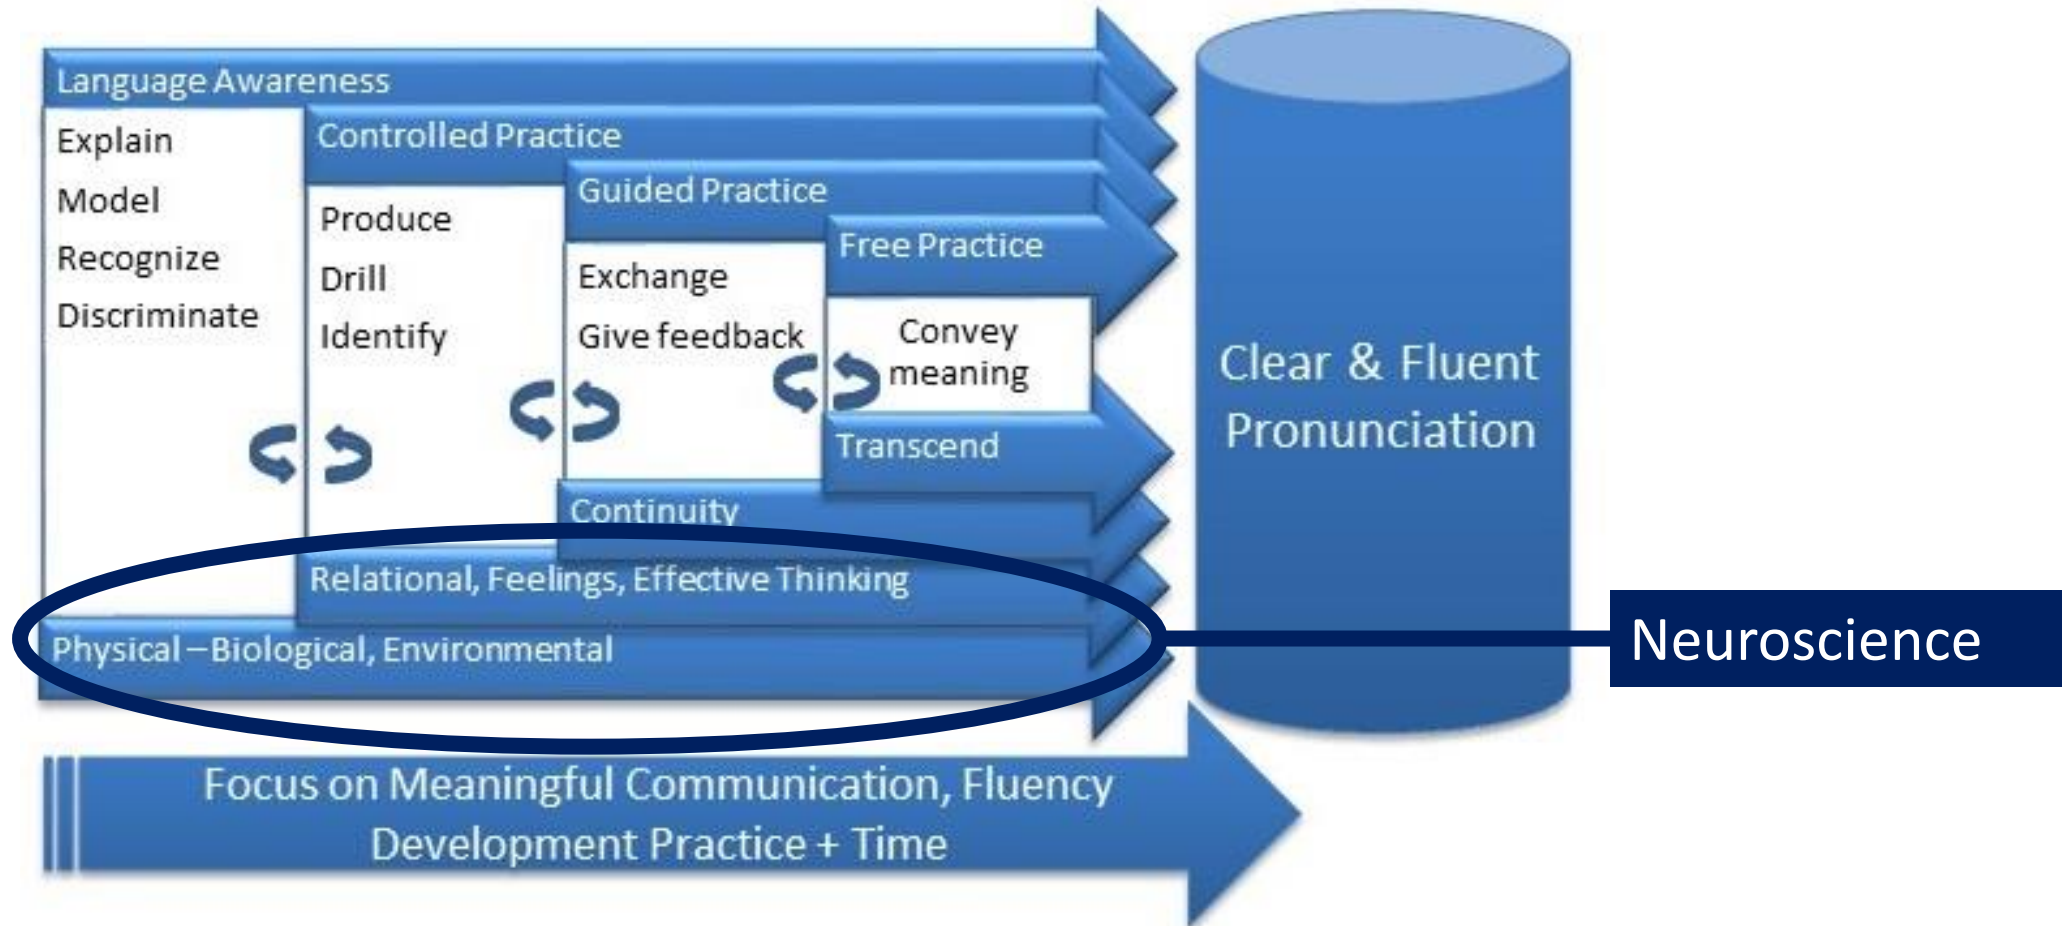 Language Awareness
Explain
Model
Recognize
Discriminate
Controlled Practice
Produce
Drill
Identify
Guided Practice
Exchange
Give feedback
Free Practice
Convey
meaning
Transcend
Continuity
Relational, Feelings, Effective Thinking
Physical – Biological, Environmental
Clear & Fluent
Pronunciation
Neuroscience
Focus on Meaningful Communication, Fluency
Development Practice + Time